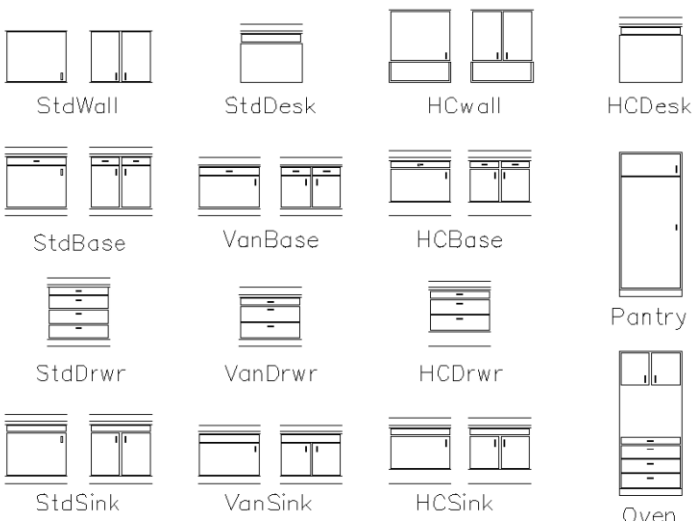 StdWall StdDesk HCwall HCDesk
StdBase VanBase HCBase
Pantry
StdDrwr VanDrwr HCDrwr
StdSink VanSink HCSink
Oven